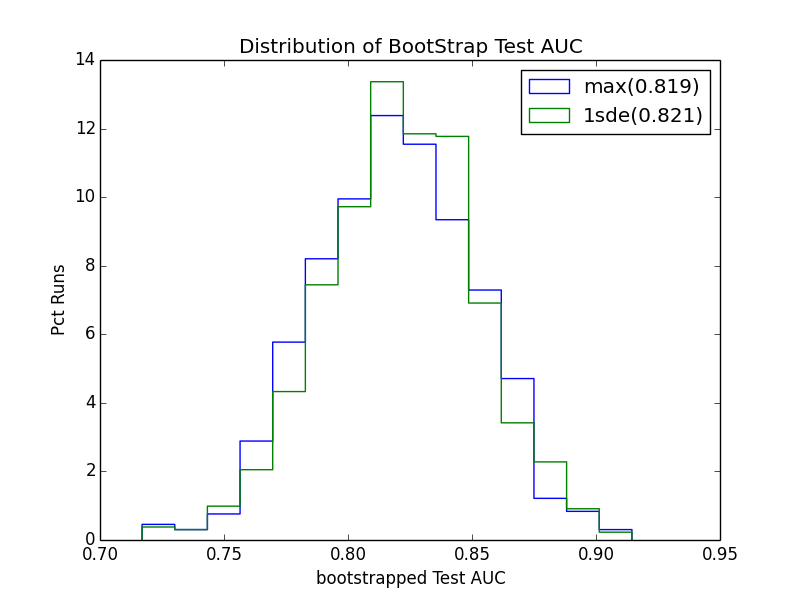 Distribution of BootStrap Test AUC
max(0.819)
1sde(0.821)
14
12
10
8
6
4
2
0
Pct Runs
0.70 0.75 0.80 0.85 0.90 0.95
bootstrapped Test AUC